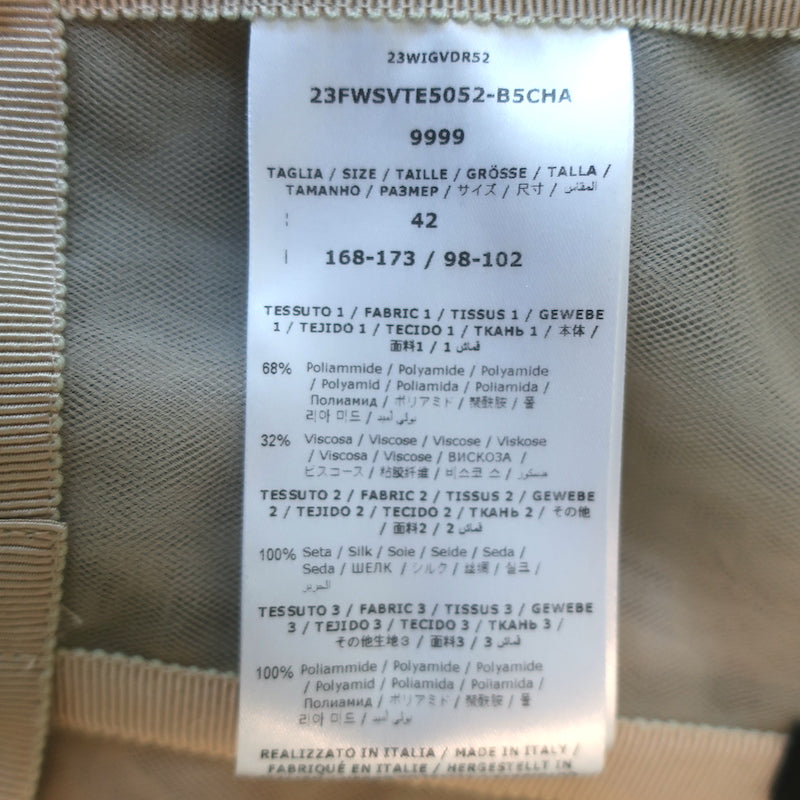 23WIGVDR52
23FWSVTE5052-B5CHA
9999
TAGLIA / SIZE / TAILLE / GRÖSSE / TALLA /
TAMANHO / PA3MEP / サイズ / 尺寸 / المقاس
42
168-173 / 98-102
TESSUTO 1 / FABRIC 1 / TISSUS 1 / GEWEBE
1 / TEJIDO 1 / TECIDO 1 / ТКАНЬ 1 / 本体 /
面料1 / 1 قماش
68% Poliammide / Polyamide / Polyamide
/ Polyamid / Poliamida / Poliamida /
Полиамид / ポリアミド / 聚酰胺 / 폴
리아 미드 / بولي أميد
32% Viscosa / Viscose / Viscose / Viskose
/ Viscosa / Viscose / ВИСКОЗА /
ビスコース / 粘胶纤维 / 비스코 스 / فسكوز
TESSUTO 2 / FABRIC 2 / TISSUS 2 / GEWEBE
2 / TEJIDO 2 / TECIDO 2 / ТКАНЬ 2 / その他
/ 面料2 / 2 قماش
100% Seta / Silk / Soie / Seide / Seda /
Seda / ШЕЛК / シルク / 丝绸 / 실크 /
الحرير
TESSUTO 3 / FABRIC 3 / TISSUS 3 / GEWEBE
3 / TEJIDO 3 / TECIDO 3 / ТКАНЬ 3 /
その他生地3 / 面料3 / 3 قماش
100% Poliammide / Polyamide / Polyamide
/ Polyamid / Poliamida / Poliamida /
Полиамид / ポリアミド / 聚酰胺 / 폴
리아 미드 / بولي أميد
REALIZZATO IN ITALIA / MADE IN ITALY /
FABRIQUÉ EN ITALIE / HERGESTELLT IN